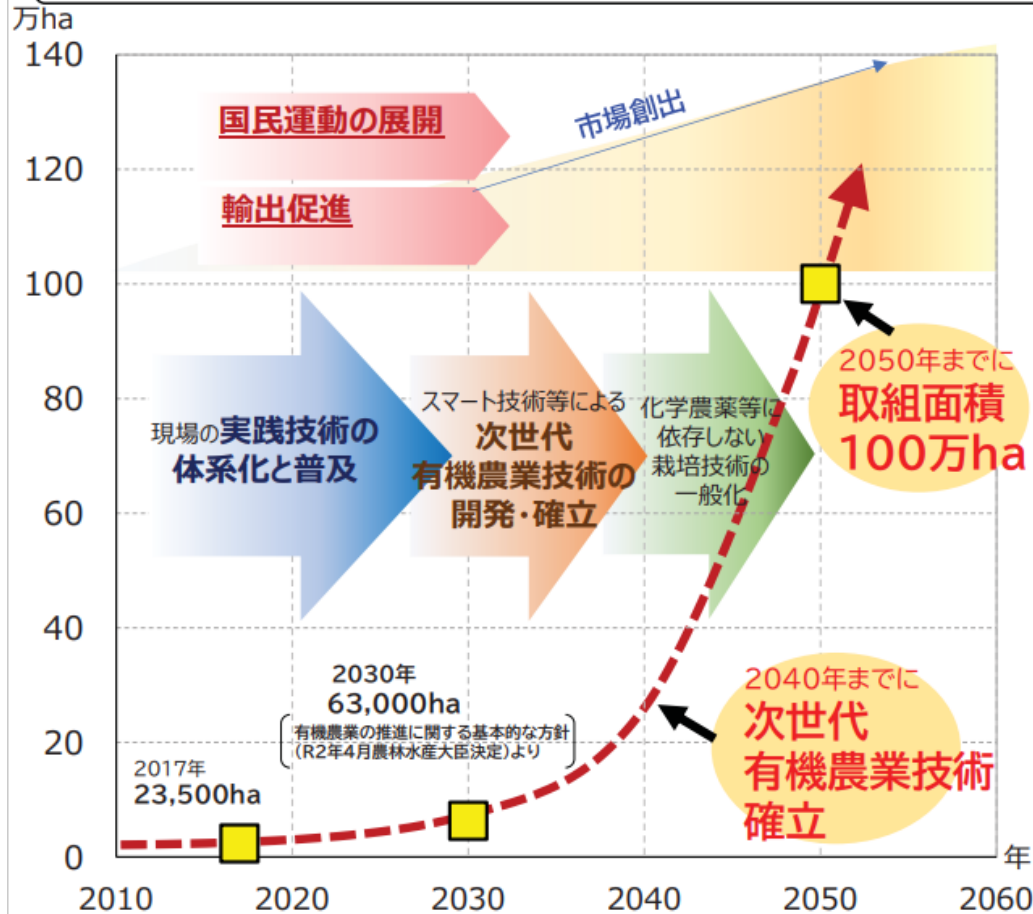 万ha
140
120
100
80
60
40
20
0
国民運動の展開
輸出促進
市場創出
現場の実践技術の
体系化と普及
スマート技術等による
次世代
有機農業技術の
開発・確立
化学農薬等に
依存しない
栽培技術の
一般化
2050年までに
取組面積
100万ha
2040年までに
次世代
有機農業技術
確立
2030年
63,000ha
有機農業の推進に関する基本的な方針
（R2年4月農林水産大臣決定）より
2017年
23,500ha
年
2010 2020 2030 2040 2050 2060